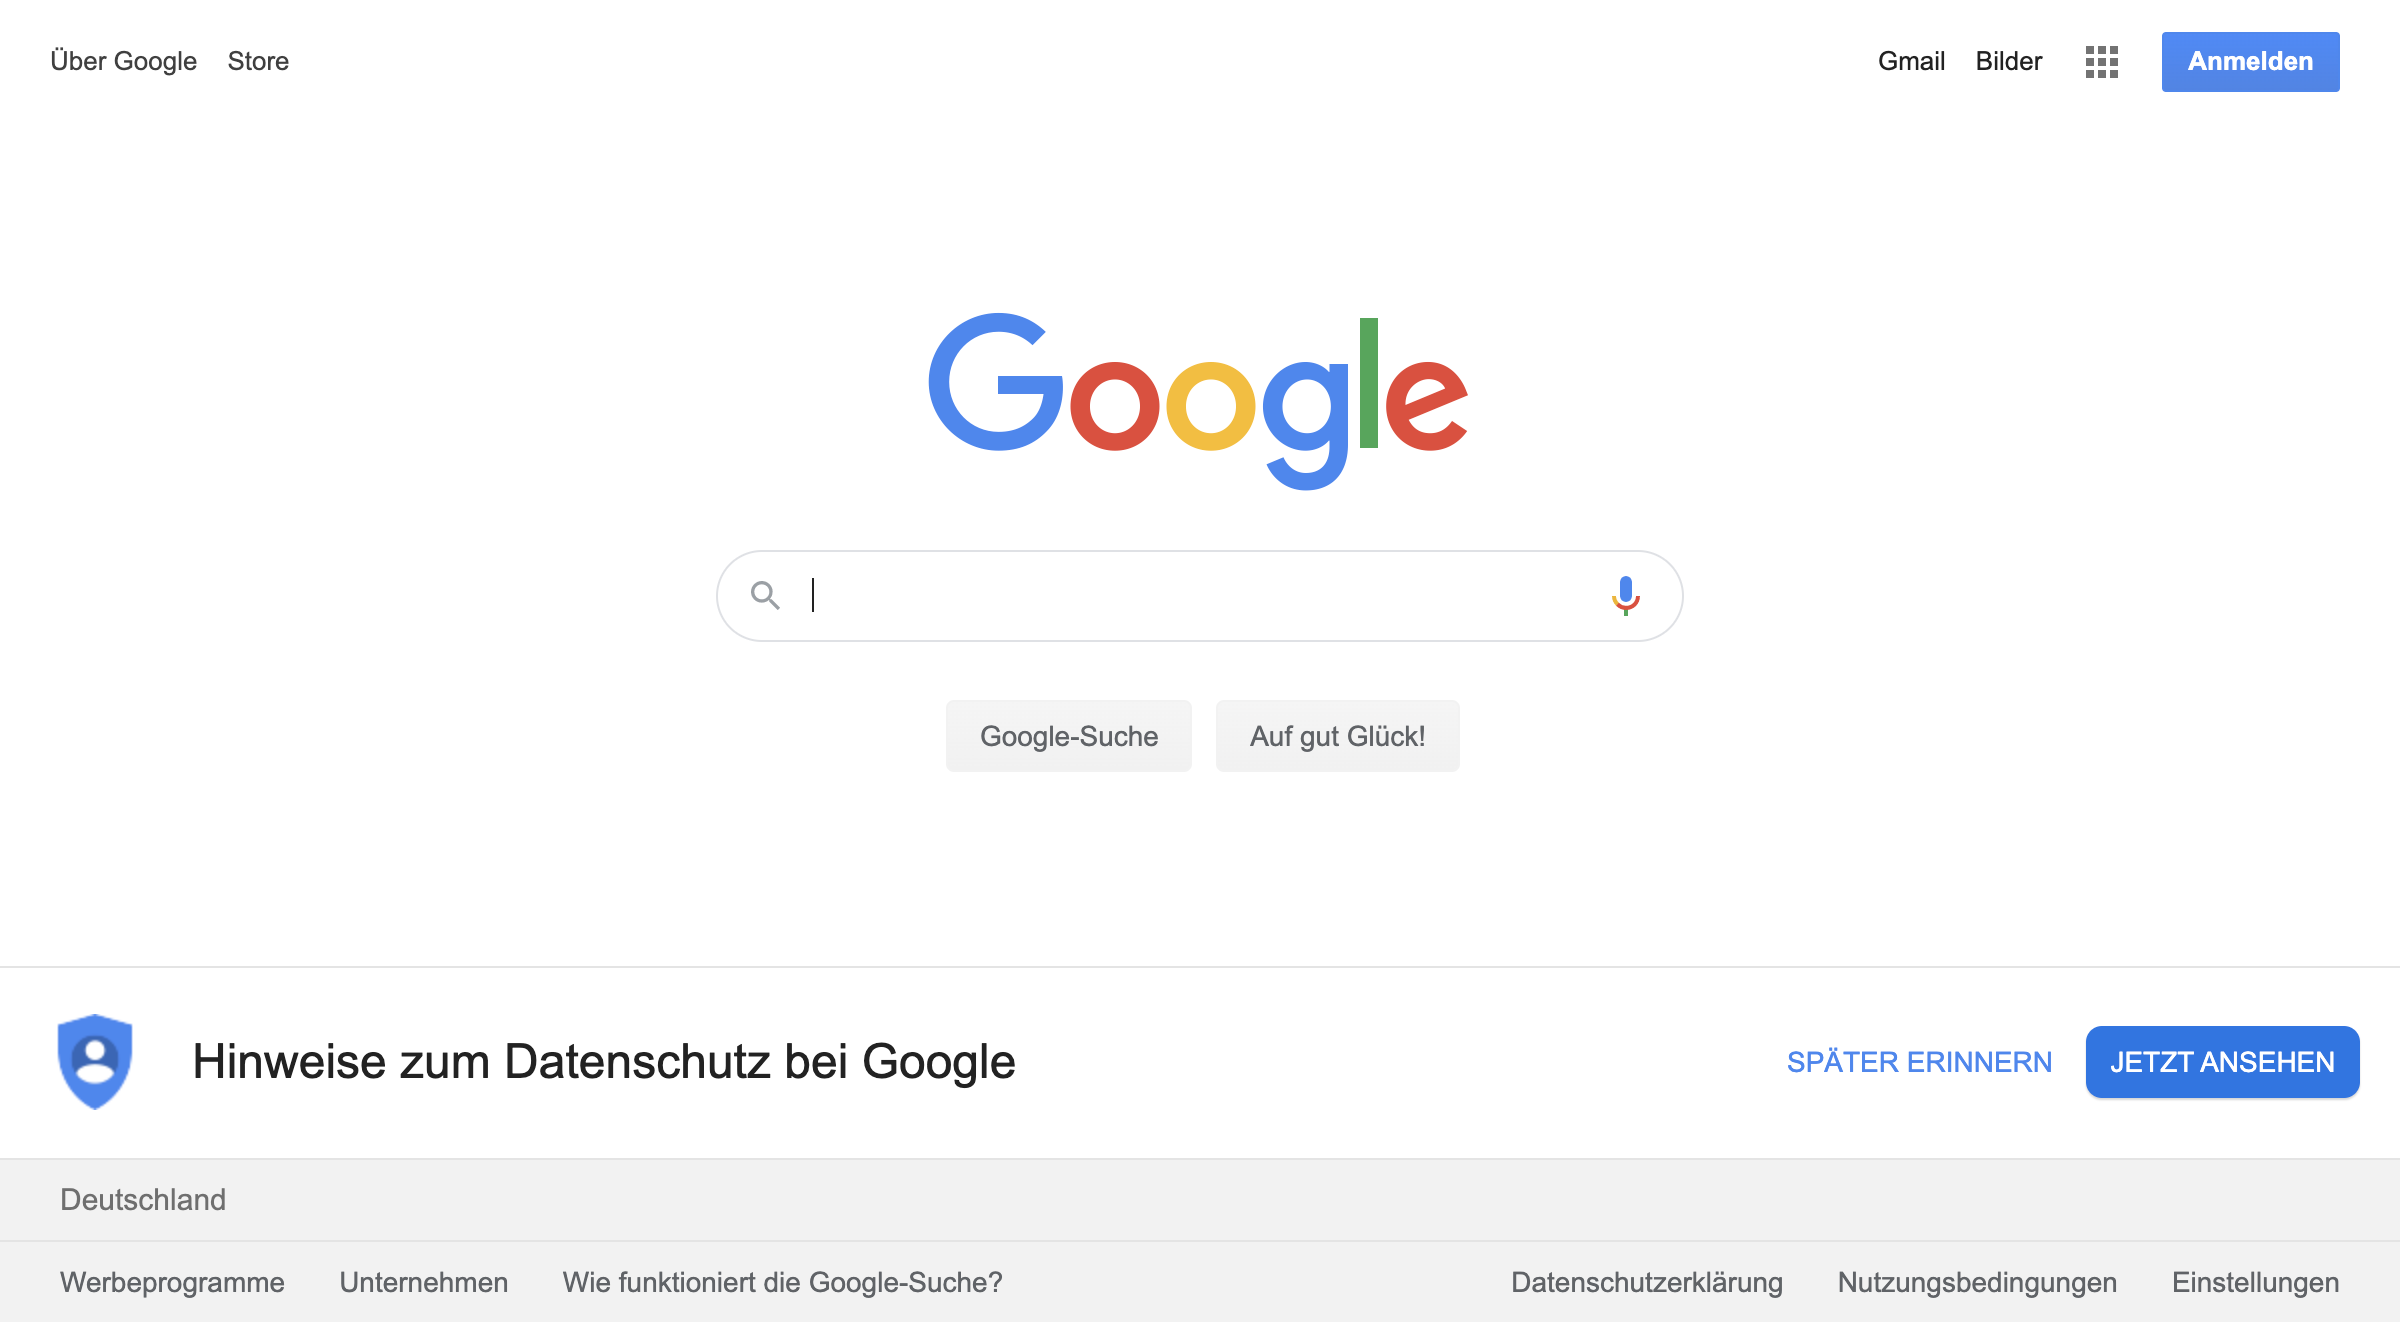 Über Google Store Gmail Bilder Anmelden
Google
Google-Suche Auf gut Glück!
Hinweise zum Datenschutz bei Google SPÄTER ERINNERN JETZT ANSEHEN
Deutschland
Werbeprogramme Unternehmen Wie funktioniert die Google-Suche? Datenschutzerklärung Nutzungsbedingungen Einstellungen